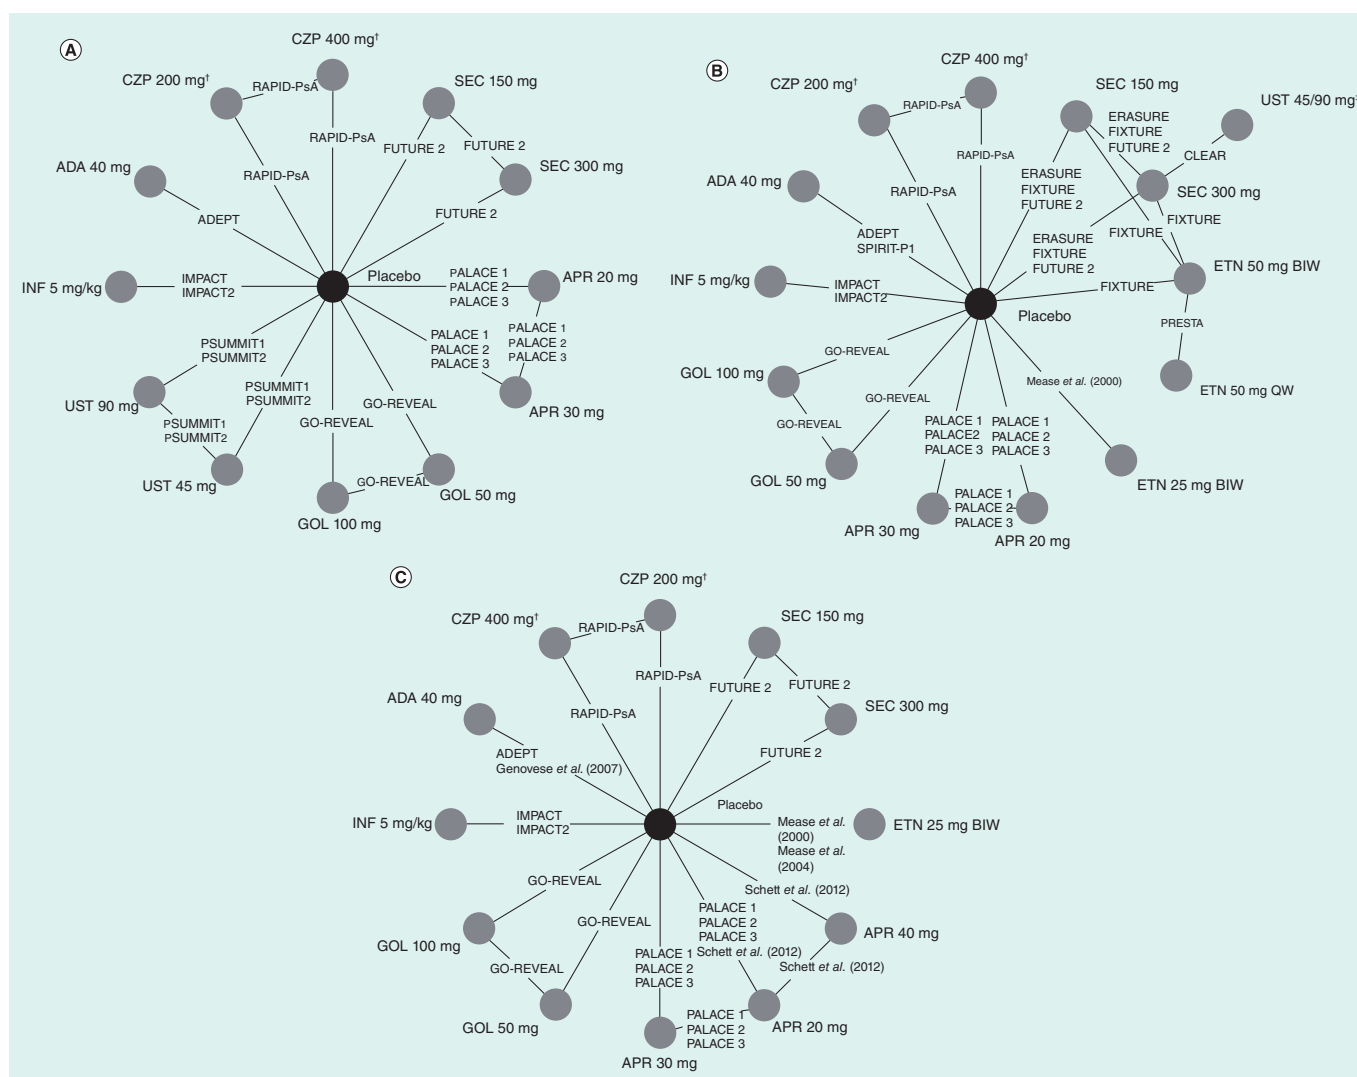 A
CZP 400 mg†
CZP 200 mg†
RAPID-PsA
SEC 150 mg
RAPID-PsA
FUTURE 2
FUTURE 2
ADA 40 mg
RAPID-PsA
SEC 300 mg
ADEPT
FUTURE 2
Placebo
INF 5 mg/kg
IMPACT
IMPACT2
PALACE 1
PALACE 2
PALACE 3
APR 20 mg
PSUMMIT1
PSUMMIT2
PALACE 1
PALACE 2
PALACE 3
PALACE 1
PALACE 2
PALACE 3
UST 90 mg
PSUMMIT1
PSUMMIT2
GO-REVEAL
APR 30 mg
PSUMMIT1
PSUMMIT2
GO-REVEAL
UST 45 mg
GO-REVEAL
GOL 50 mg
GOL 100 mg
B
CZP 400 mg†
CZP 200 mg†
RAPID-PsA
SEC 150 mg
UST 45/90 mg‡
ERASURE
FIXTURE
FUTURE 2
RAPID-PsA
CLEAR
ADA 40 mg
RAPID-PsA
ERASURE
FIXTURE
FUTURE 2
SEC 300 mg
ADEPT
SPIRIT-P1
ERASURE
FIXTURE
FUTURE 2
FIXTURE
FIXTURE
INF 5 mg/kg
IMPACT
IMPACT2
FIXTURE
ETN 50 mg BIW
Placebo
PRESTA
GO-REVEAL
GOL 100 mg
Mease et al. (2000)
ETN 50 mg QW
GO-REVEAL
GO-REVEAL
PALACE 1
PALACE2
PALACE 3
PALACE 1
PALACE 2
PALACE 3
GOL 50 mg
ETN 25 mg BIW
PALACE 1
PALACE 2
PALACE 3
APR 30 mg
APR 20 mg
C
CZP 200 mg†
CZP 400 mg†
RAPID-PsA
SEC 150 mg
RAPID-PsA
FUTURE 2
FUTURE 2
ADA 40 mg
RAPID-PsA
SEC 300 mg
ADEPT
Genovese et al. (2007)
FUTURE 2
Placebo
INF 5 mg/kg
IMPACT
IMPACT2
Mease et al.
(2000)
Mease et al.
(2004)
ETN 25 mg BIW
GO-REVEAL
Schett et al. (2012)
GO-REVEAL
PALACE 1
PALACE 2
PALACE 3
Schett et al. (2012)
APR 40 mg
GOL 100 mg
PALACE 1
PALACE 2
PALACE 3
GO-REVEAL
Schett et al. (2012)
GOL 50 mg
PALACE 1
PALACE 2
PALACE 3
APR 20 mg
APR 30 mg